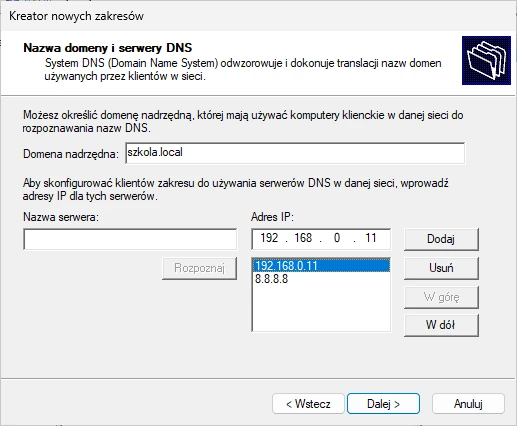 Kreator nowych zakresów
Nazwa domeny i serwery DNS
System DNS (Domain Name System) odwzorowuje i dokonuje translacji nazw domen
używanych przez klientów w sieci.
Możesz określić domenę nadrzędną, której mają używać komputery klienckie w danej sieci do
rozpoznawania nazw DNS.
Domena nadrzędna: szkola.local
Aby skonfigurować klientów zakresu do używania serwerów DNS w danej sieci, wprowadź
adresy IP dla tych serwerów.
Nazwa serwera: Adres IP:
192 . 168 . 0 . 11 Dodaj
Rozpoznaj 192.168.0.11 Usuń
8.8.8.8
W górę
W dół
< Wstecz Dalej > Anuluj